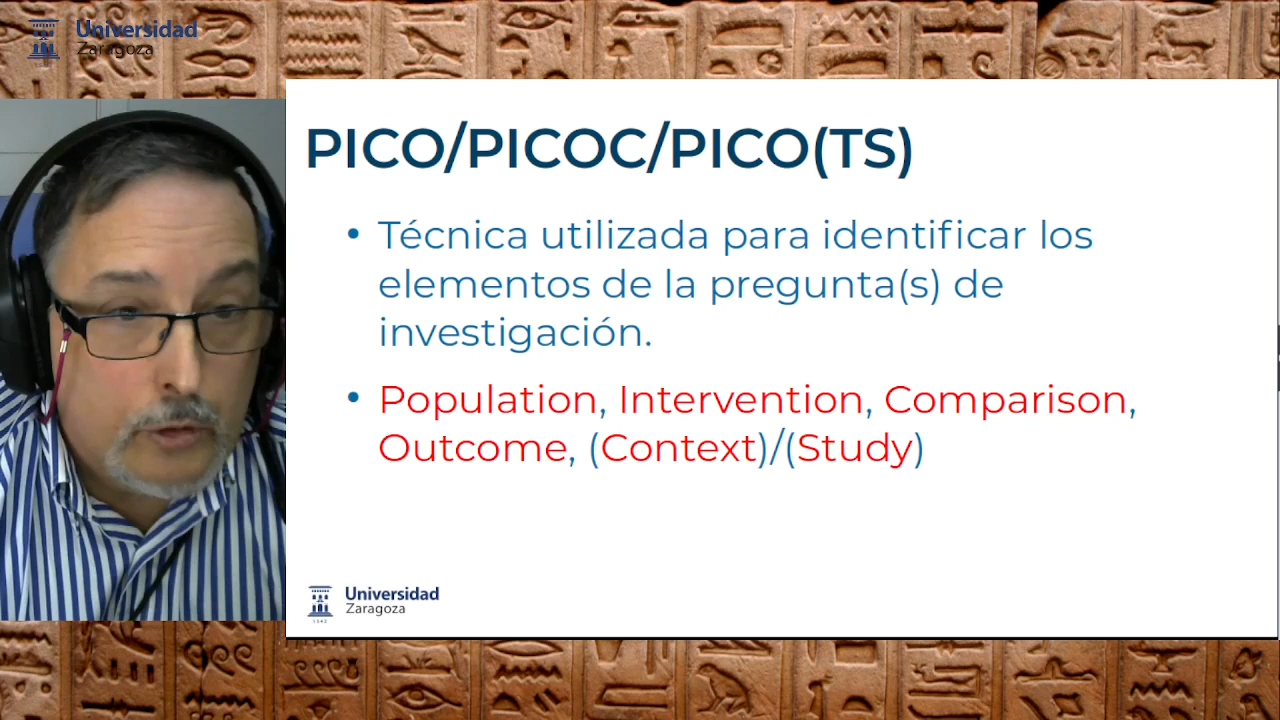 Universidad
Zaragoza
PICO/PICOC/PICO(TS)
• Técnica utilizada para identificar los
elementos de la pregunta(s) de
investigación.
• Population, Intervention, Comparison,
Outcome, (Context)/(Study)
Universidad
Zaragoza
1542